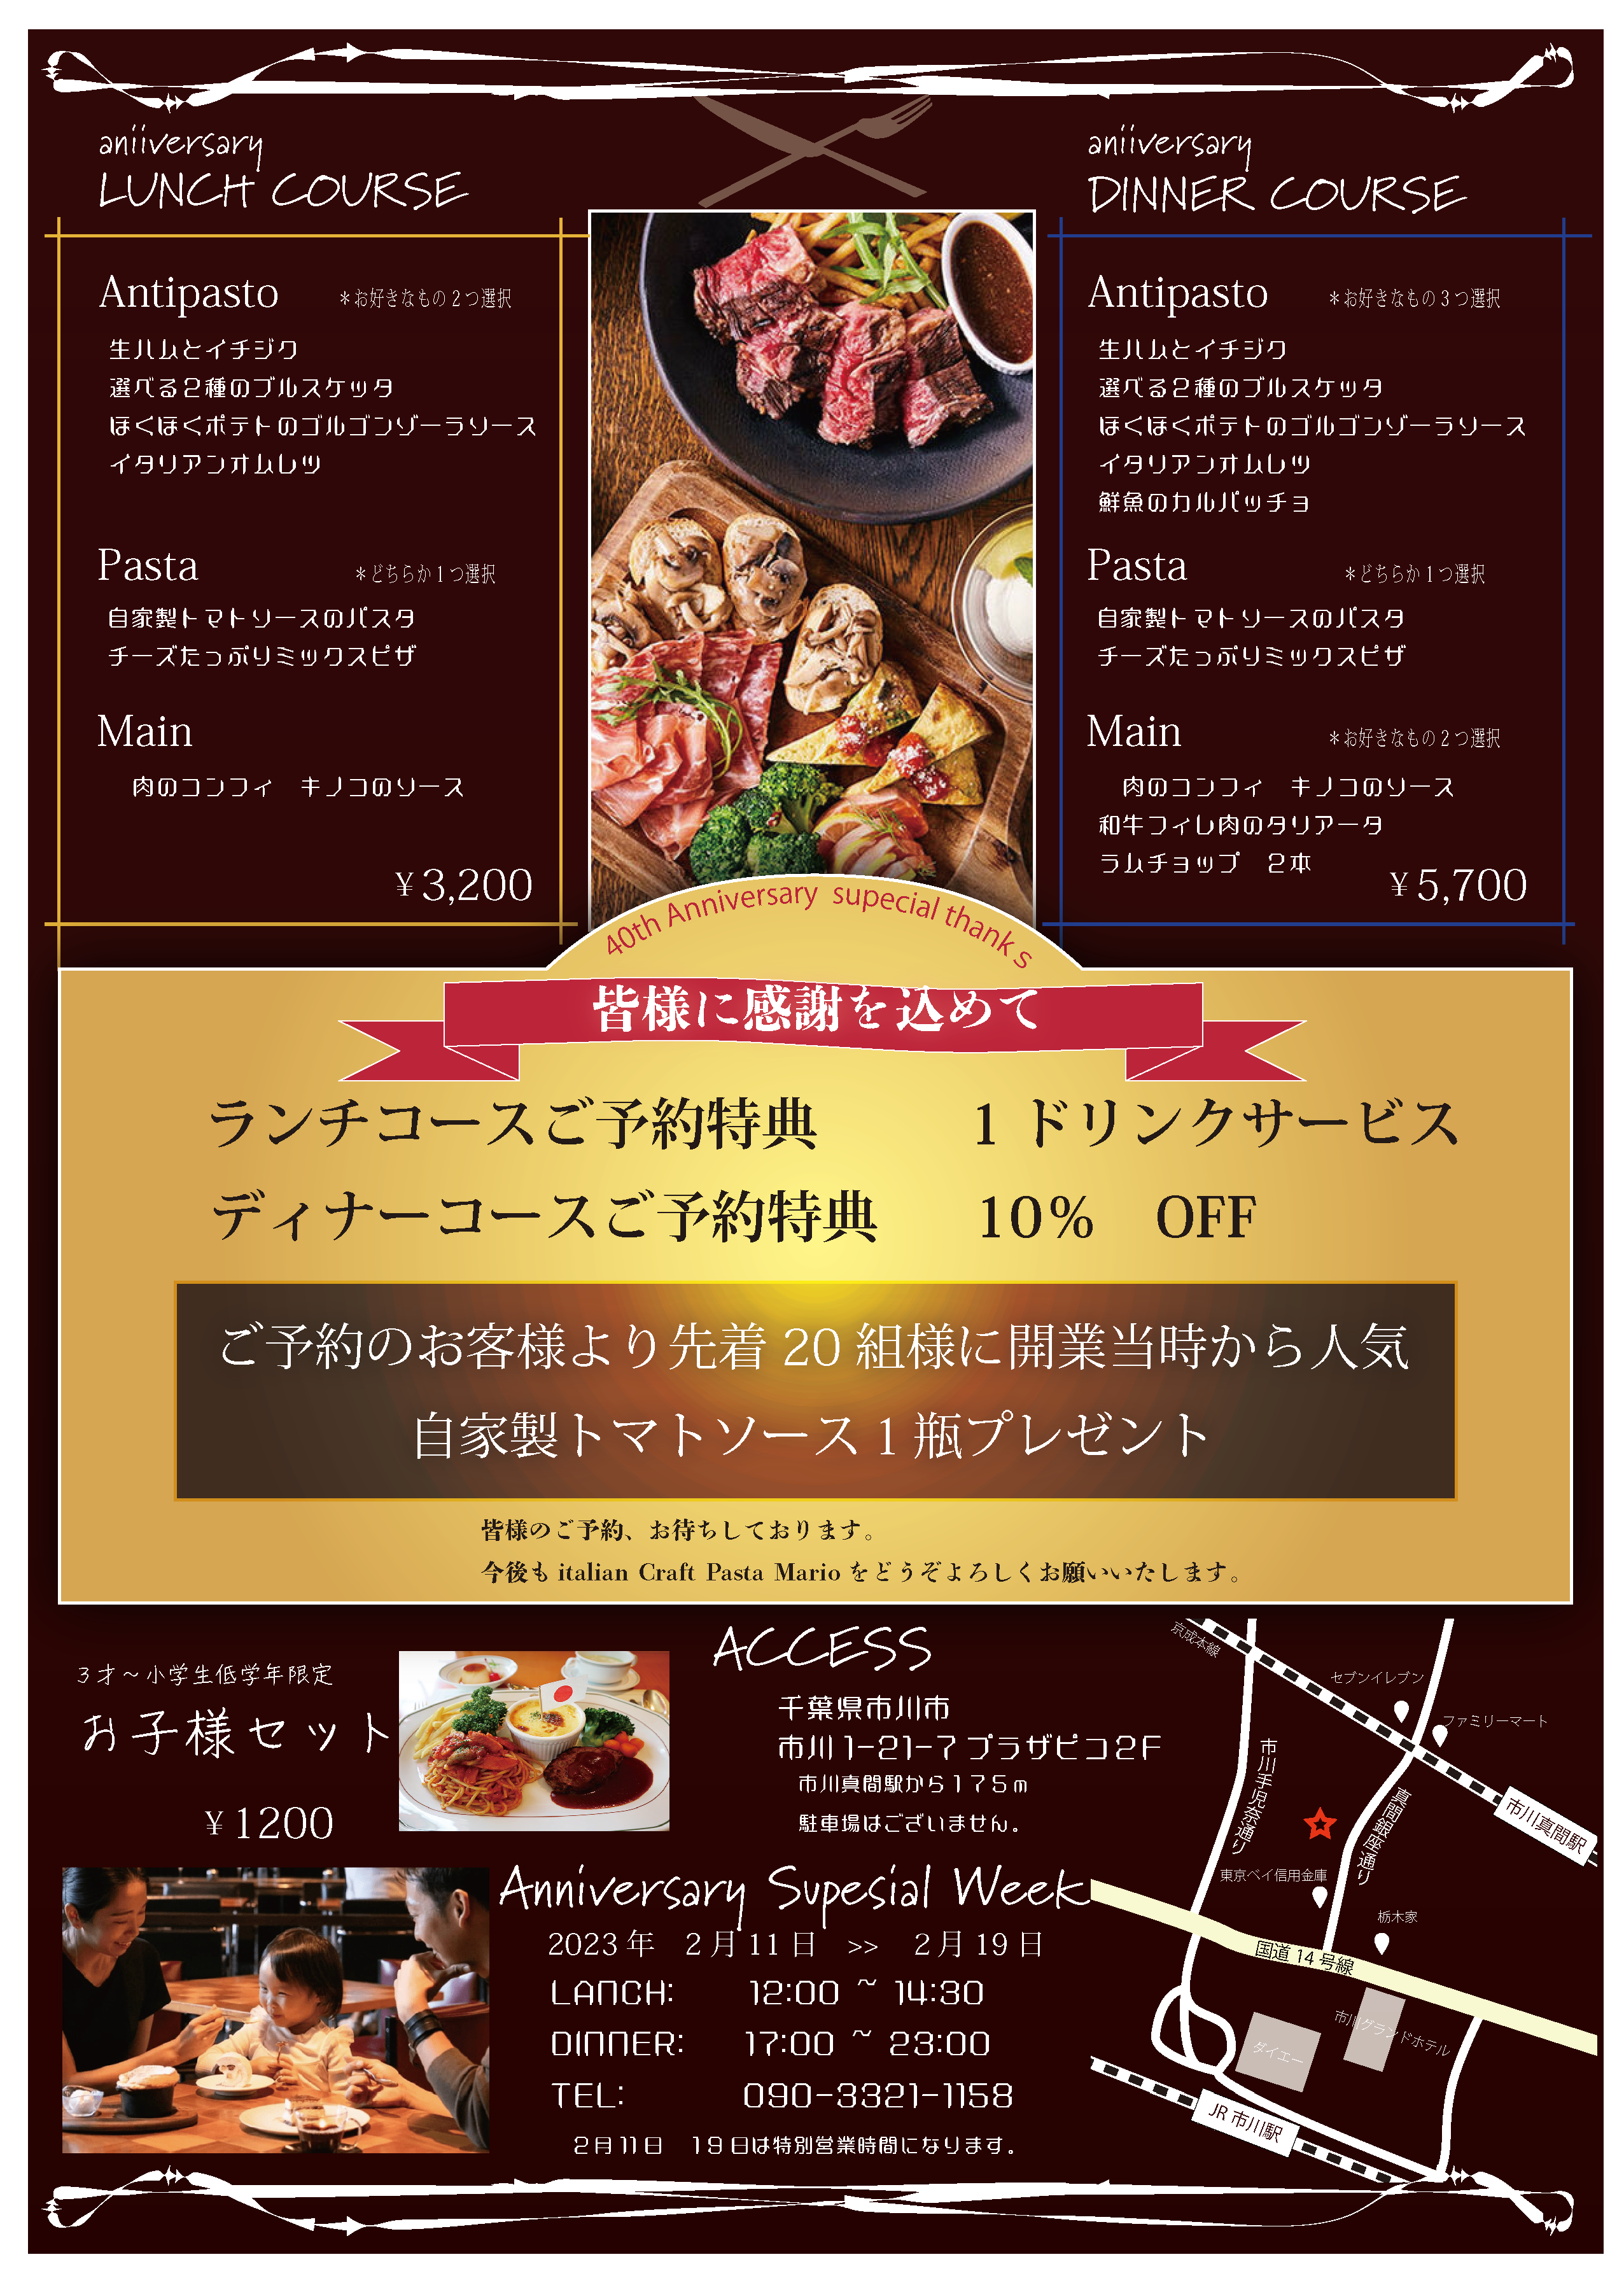 aniiversary
LUNCH COURSE
Antipasto ＊お好きなもの２つ選択
生ハムとイチジク
選べる２種のブルスケッタ
ほくほくポテトのゴルゴンゾーラソース
イタリアンオムレツ
Pasta ＊どちらか１つ選択
自家製トマトソースのパスタ
チーズたっぷりミックスピザ
Main
肉のコンフィ　キノコのソース
￥3,200
aniiversary
DINNER COURSE
Antipasto ＊お好きなもの３つ選択
生ハムとイチジク
選べる２種のブルスケッタ
ほくほくポテトのゴルゴンゾーラソース
イタリアンオムレツ
鮮魚のカルパッチョ
Pasta ＊どちらか１つ選択
自家製トマトソースのパスタ
チーズたっぷりミックスピザ
Main ＊お好きなもの２つ選択
肉のコンフィ　キノコのソース
和牛フィレ肉のタリアータ
ラムチョップ　２本
￥5,700
40th Anniversary supecial thank s
皆様に感謝を込めて
ランチコースご予約特典 1 ドリンクサービス
ディナーコースご予約特典 10％　OFF
ご予約のお客様より先着 20 組様に開業当時から人気
自家製トマトソース 1 瓶プレゼント
皆様のご予約、お待ちしております。
今後も italian Craft Pasta Mario をどうぞよろしくお願いいたします。
３才～小学生低学年限定
お子様セット
￥1200
ACCESS
千葉県市川市
市川 1-21-7 プラザピコ２F
市川真間駅から１７５ｍ
駐車場はございません。
Anniversary Supesial Week
2023 年　2 月 11 日　>>　2 月 19 日
LANCH: 12:00 ~ 14:30
DINNER: 17:00 ~ 23:00
TEL: 090-3321-1158
２月11日　１９日は特別営業時間になります。
京成本線
セブンイレブン
ファミリーマート
市川手児奈通り
真間銀座通り
市川真間駅
東京ベイ信用金庫
栃木家
国道 14 号線
市川グランドホテル
ダイエー
JR 市川駅